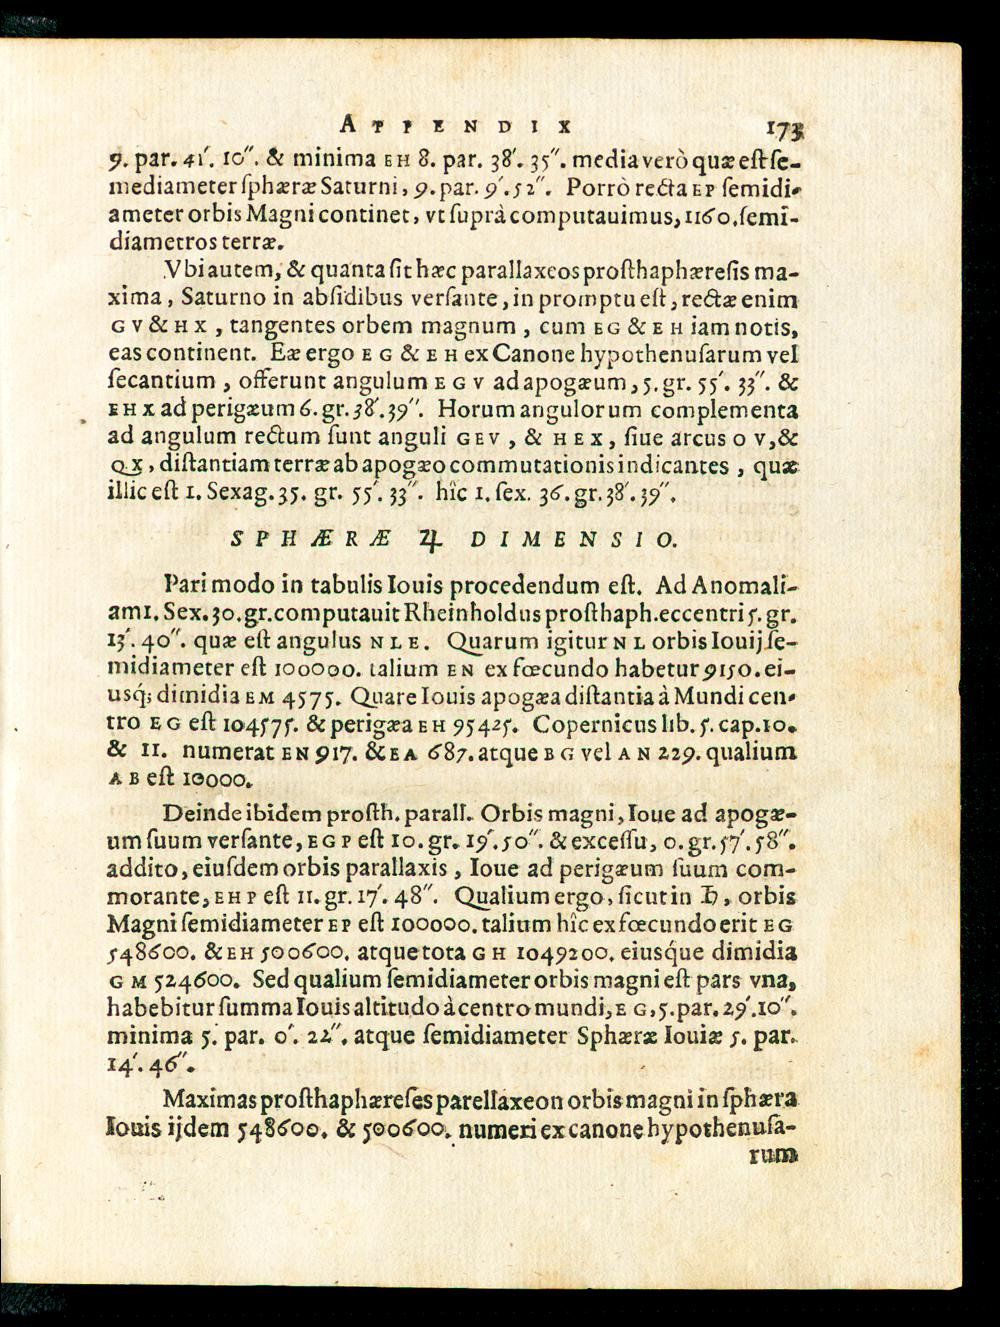 APPENDIX 173
9. par. 41′. 10″. & minima EH 8. par. 38′. 35″. media verò quæ eſt ſe-
mediameter ſphæræ Saturni, 9. par. 9′. 52″. Porrò recta EP ſemidi-
ameter orbis Magni continet, vt ſuprà computauimus, 1160. ſemi-
diametros terræ.
Vbi autem, & quanta ſit hæc parallaxeos proſthaphæreſis ma-
xima, Saturno in abſidibus verſante, in promptu eſt, rectæ enim
GV & HX, tangentes orbem magnum, cum EG & EH iam notis,
eas continent. Eæ ergo EG & EH ex Canone hypothenuſarum vel
ſecantium, offerunt angulum EGV ad apogæum, 5. gr. 55′. 33″. &
EHX ad perigæum 6. gr. 38′. 39″. Horum angulorum complementa
ad angulum rectum ſunt anguli GEV, & HEX, ſiue arcus OV, &
QX, diſtantiam terræ ab apogæo commutationis indicantes, quæ
illic eſt 1. Sexag. 35. gr. 55′. 33″. hîc 1. ſex. 36. gr. 38′. 39″.
SPHÆRÆ ♃ DIMENSIO.
Pari modo in tabulis Iouis procedendum eſt. Ad Anomali-
am 1. Sex. 30. gr. computauit Rheinholdus proſthaph. eccentri 5. gr.
13′. 40″. quæ eſt angulus NLE. Quarum igitur NL orbis Iouij ſe-
midiameter eſt 100000. talium EN ex fœcundo habetur 9150. ei-
usq́; dimidia EM 4575. Quare Iouis apogæa diſtantia à Mundi cen-
tro EG eſt 104575. & perigæa EH 95425. Copernicus lib. 5. cap. 10.
& 11. numerat EN 917. & EA 687. atque BG vel AN 229. qualium
AB eſt 10000.
Deinde ibidem proſth. parall. Orbis magni, Ioue ad apogæ-
um ſuum verſante, EGP eſt 10. gr. 19′. 50″. & exceſſu, 0. gr. 57′. 58″.
addito, eiuſdem orbis parallaxis, Ioue ad perigæum ſuum com-
morante, EHP eſt 11. gr. 17′. 48″. Qualium ergo, ſicut in ♄, orbis
Magni ſemidiameter EP eſt 100000. talium hîc ex fœcundo erit EG
548600. & EH 500600. atque tota GH 1049200. eiusq́ue dimidia
GM 524600. Sed qualium ſemidiameter orbis magni eſt pars vna,
habebitur ſumma Iouis altitudo à centro mundi, EG, 5. par. 29′. 10″.
minima 5. par. 0′. 22″. atque ſemidiameter Sphæræ Iouiæ 5. par.
14′. 46″.
Maximas proſthaphæreſes parellaxeon orbis magni in ſphæra
Iouis ijdem 548600. & 500600. numeri ex canone hypothenuſa-
rum